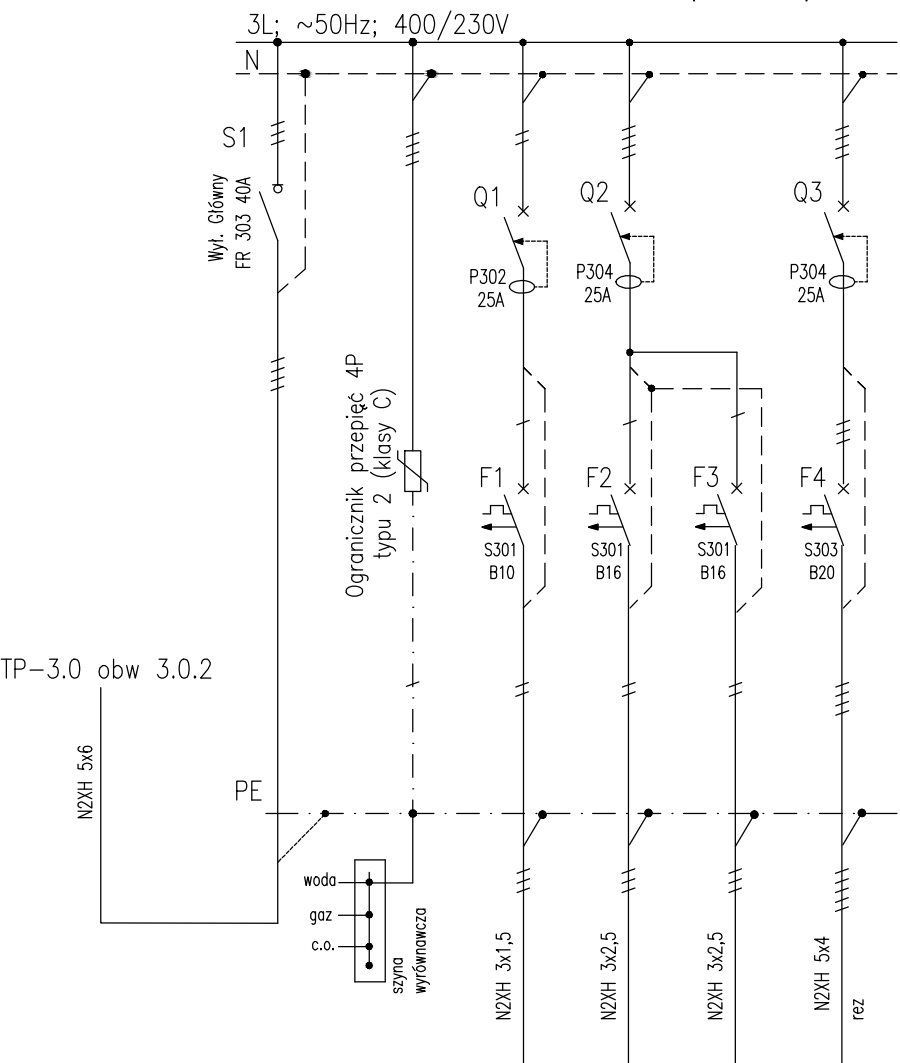 3L; ~50Hz; 400/230V
N
S1
Wył. Główny
FR 303 40A
Q1
P302
25A
Q2
P304
25A
Q3
P304
25A
Ogranicznik przepięć 4P
typu 2 (klasy C)
F1
S301
B10
F2
S301
B16
F3
S301
B16
F4
S303
B20
TP-3.0 obw 3.0.2
N2XH 5x6
PE
woda
gaz
c.o.
szyna
wyrównawcza
N2XH 3x1,5
N2XH 3x2,5
N2XH 3x2,5
N2XH 5x4
rez